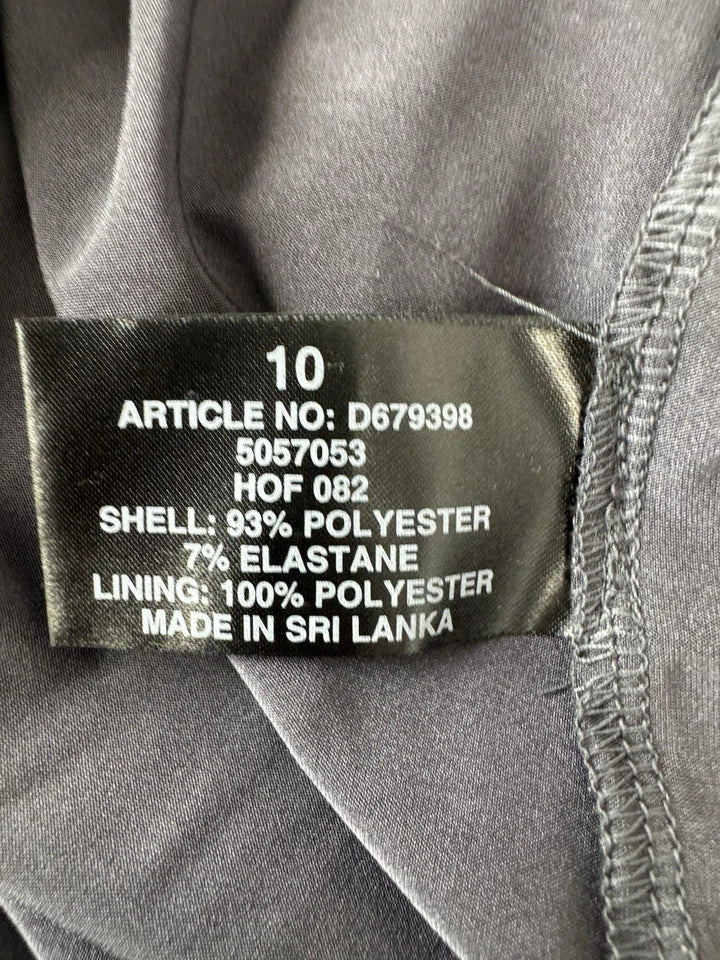 10
ARTICLE NO: D679398
5057053
HOF 082
SHELL: 93% POLYESTER
7% ELASTANE
LINING: 100% POLYESTER
MADE IN SRI LANKA